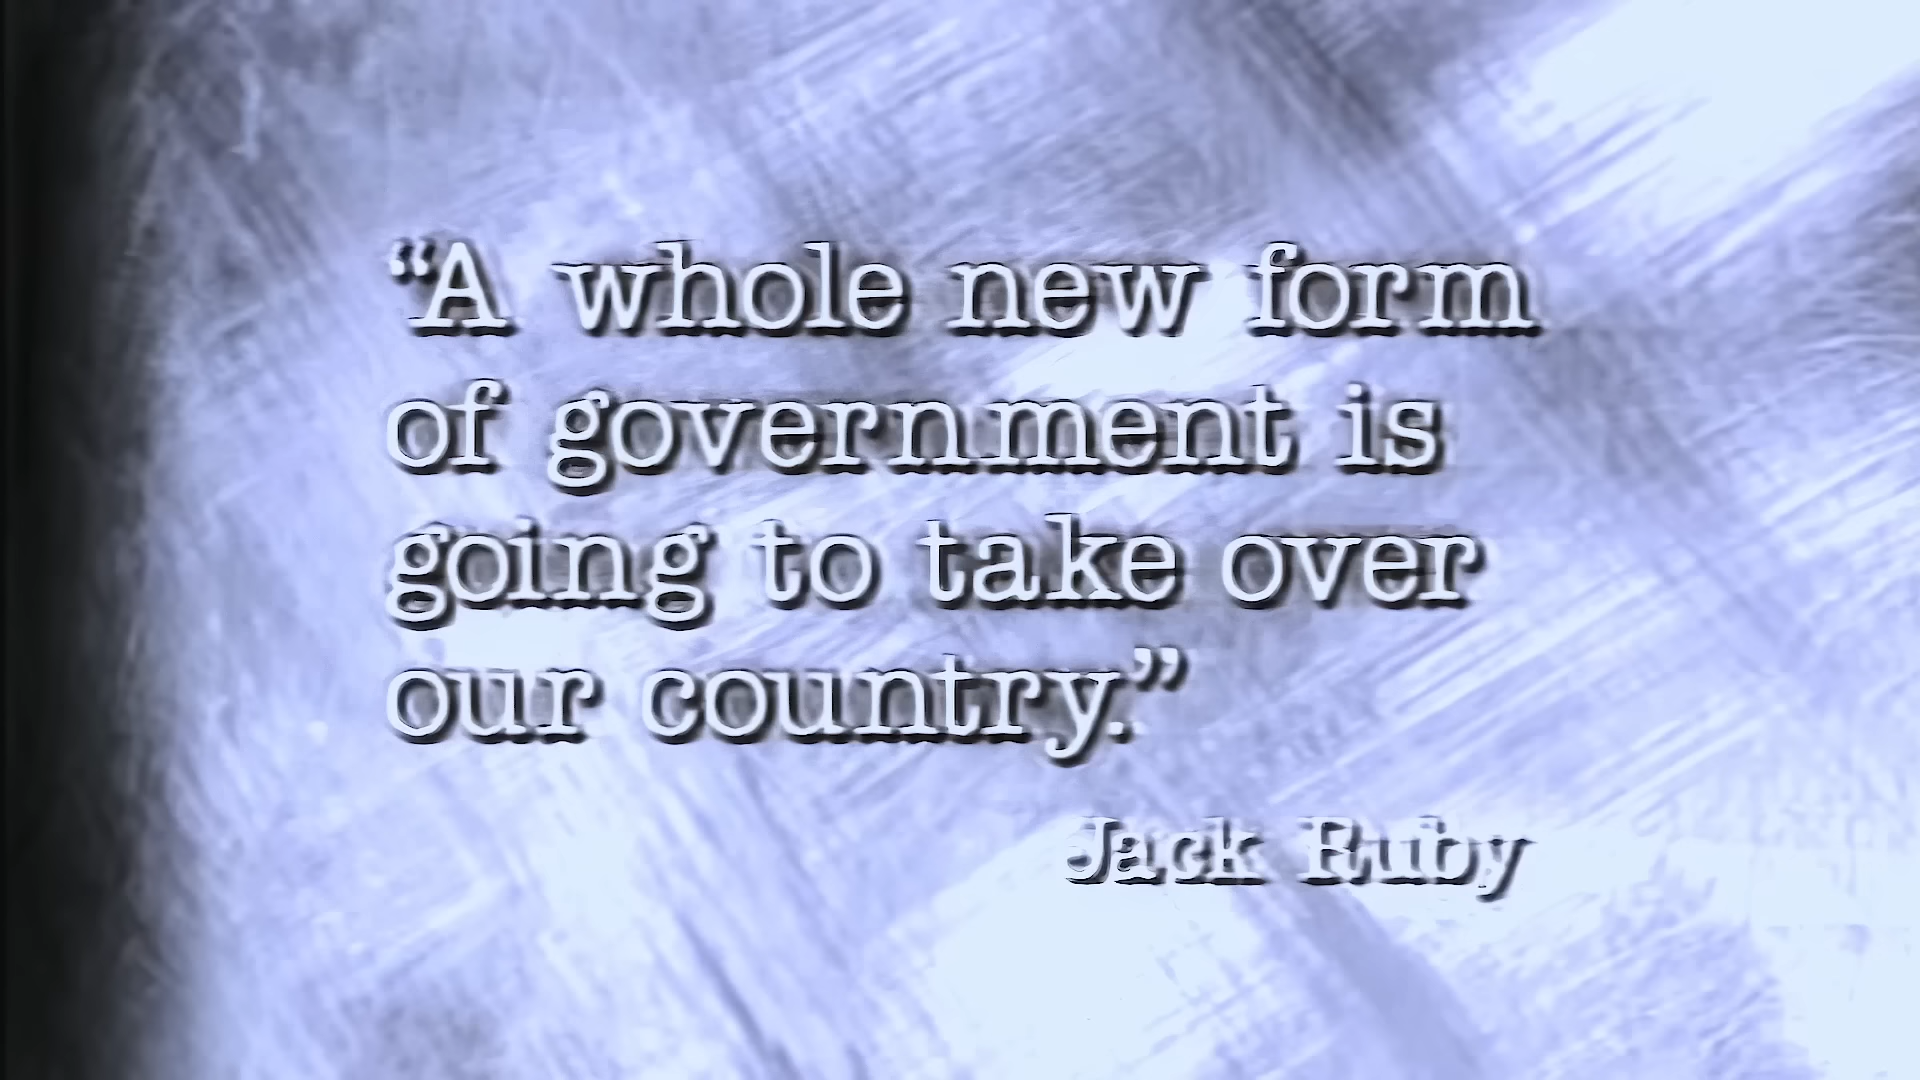 “A whole new form
of government is
going to take over
our country.”
Jack Ruby